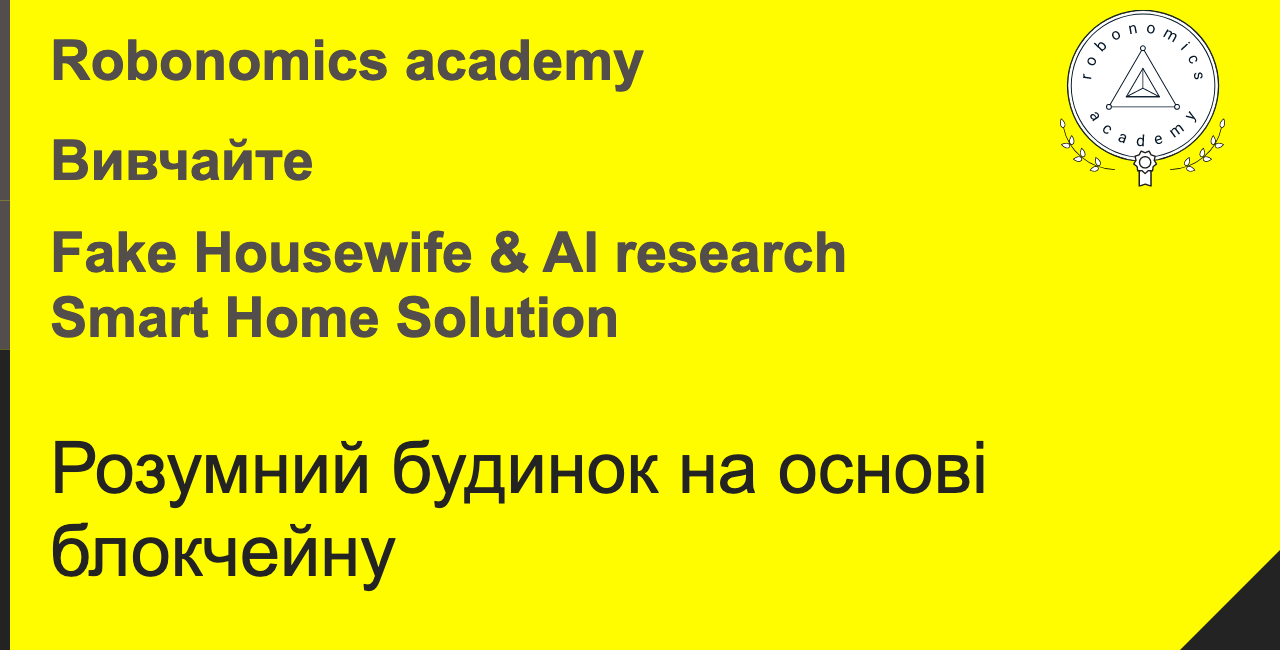 Robonomics academy
robonomics
academy
Вивчайте
Fake Housewife & AI research
Smart Home Solution
Розумний будинок на основі
блокчейну